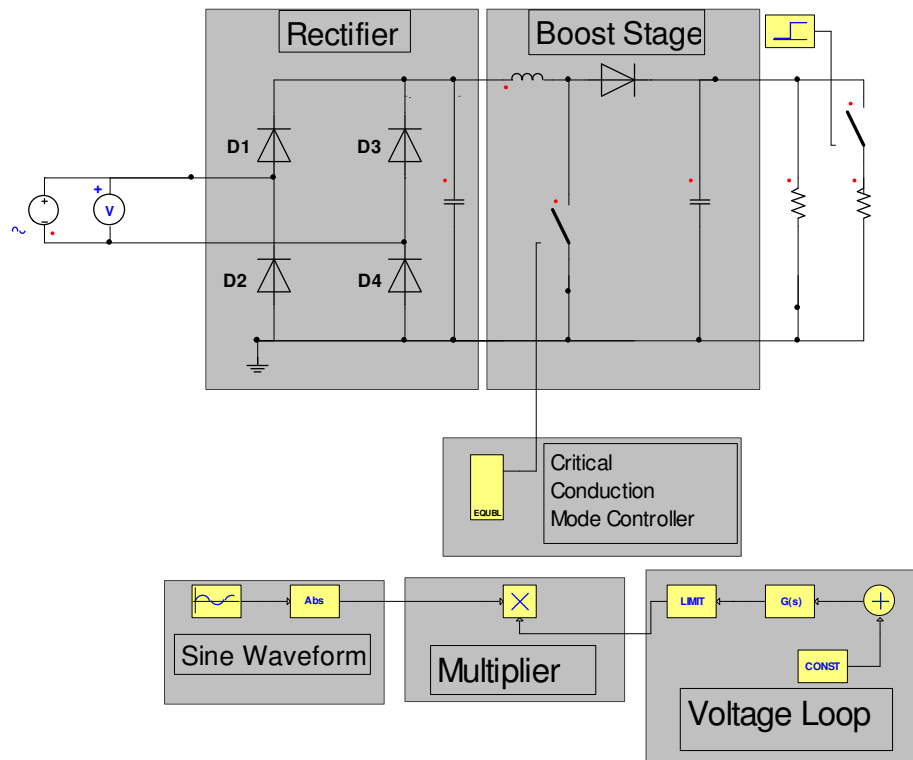 Rectifier
Boost Stage
D1
D3
+
V
+
−
D2
D4
EQUBL
Critical
Conduction
Mode Controller
Abs
LIMIT
G(s)
CONST
Sine Waveform
Multiplier
Voltage Loop